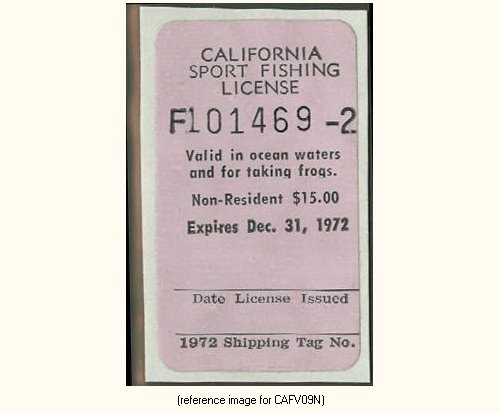 CALIFORNIA
SPORT FISHING
LICENSE
F101469 -2
Valid in ocean waters
and for taking frogs.
Non-Resident $15.00
Expires Dec. 31, 1972
Date License Issued
1972 Shipping Tag No.
(reference image for CAFV09N)